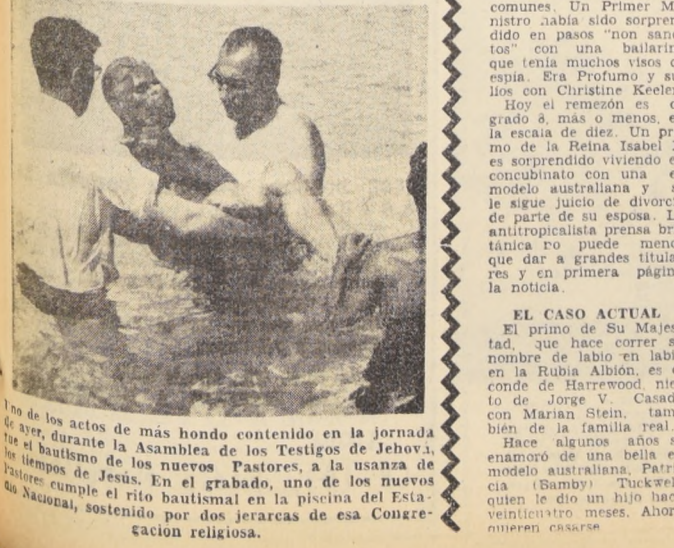 Uno de los actos de más hondo contenido en la jornada
de ayer, durante la Asamblea de los Testigos de Jehová,
fue el bautismo de los nuevos Pastores, a la usanza de
los tiempos de Jesús. En el grabado, uno de los nuevos
Pastores cumple el rito bautismal en la piscina del Esta-
dio Nacional, sostenido por dos jerarcas de esa Congre-
gación religiosa.
comunes. Un Primer M
nistro había sido sorpren
dido en pasos "non sanc
tos" con una bailarin
que tenía muchos visos d
espía. Era Profumo y su
líos con Christine Keeler
Hoy el remezón es
grado 8, más o menos, e
la escala de diez. Un pri
mo de la Reina Isabel
es sorprendido viviendo e
concubinato con una
modelo australiana y
le sigue juicio de divorci
de parte de su esposa. L
antitropicalista prensa bri
tánica no puede meno
que dar a grandes titula
res y en primera págin
la noticia.
EL CASO ACTUAL
El primo de Su Majes
tad, que hace correr s
nombre de labio en labi
en la Rubia Albión, es
conde de Harrewood, nie
to de Jorge V. Casad
con Marian Stein, tam
bién de la familia real.
Hace algunos años s
enamoró de una bella e
modelo australiana, Patri
cia (Bamby) Tuckwel
quien le dio un hijo hac
veinticuatro meses. Ahor
quieren casarse